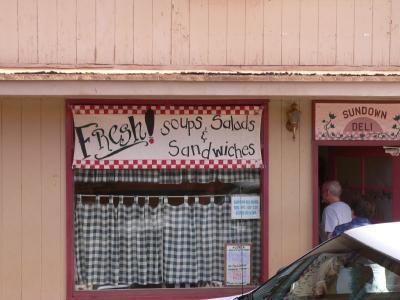 Fresh! Soups, Salads
& Sandwiches
SUNDOWN
DELI